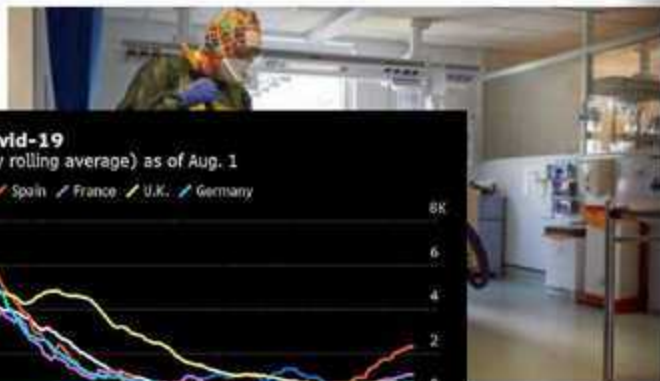 vid-19
y rolling average) as of Aug. 1
Spain France U.K. Germany
8K
6
4
2